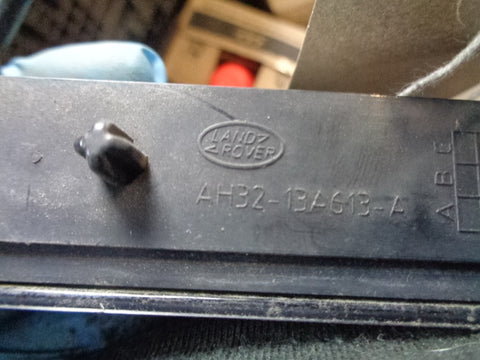 LAND
ROVER
AH32-13A613-A
A B E